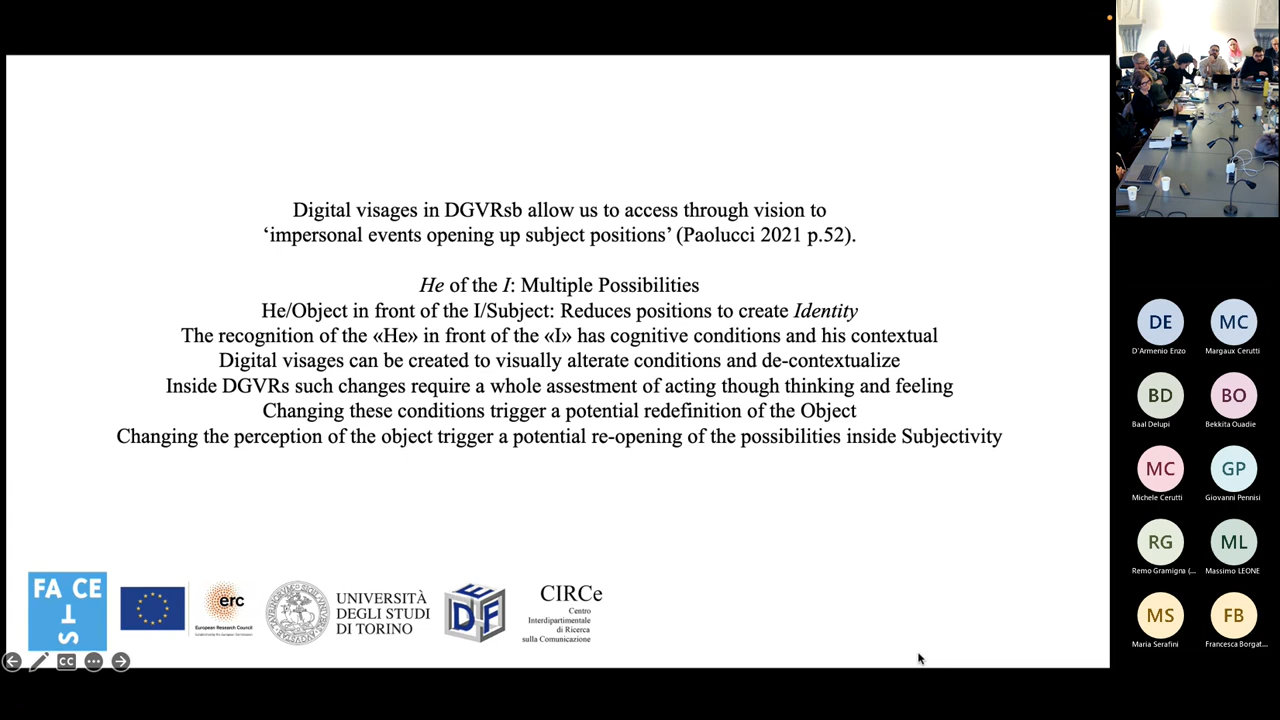 Digital visages in DGVRsb allow us to access through vision to
‘impersonal events opening up subject positions’ (Paolucci 2021 p.52).
He of the I: Multiple Possibilities
He/Object in front of the I/Subject: Reduces positions to create Identity
The recognition of the «He» in front of the «I» has cognitive conditions and his contextual
Digital visages can be created to visually alterate conditions and de-contextualize
Inside DGVRs such changes require a whole assestment of acting though thinking and feeling
Changing these conditions trigger a potential redefinition of the Object
Changing the perception of the object trigger a potential re-opening of the possibilities inside Subjectivity
FA CE
T
S
erc
European Research Council
UNIVERSITÀ
DEGLI STUDI
DI TORINO
DF
CIRCe
Centro
Interdipartimentale
di Ricerca
sulla Comunicazione
CC
DE
MC
D'Armenio Enzo
Margaux Cerutti
BD
BO
Baal Delupi
Bekkita Ouadie
MC
GP
Michele Cerutti
Giovanni Pennisi
RG
ML
Remo Gramigna (...
Massimo LEONE
MS
FB
Maria Serafini
Francesca Borgat...